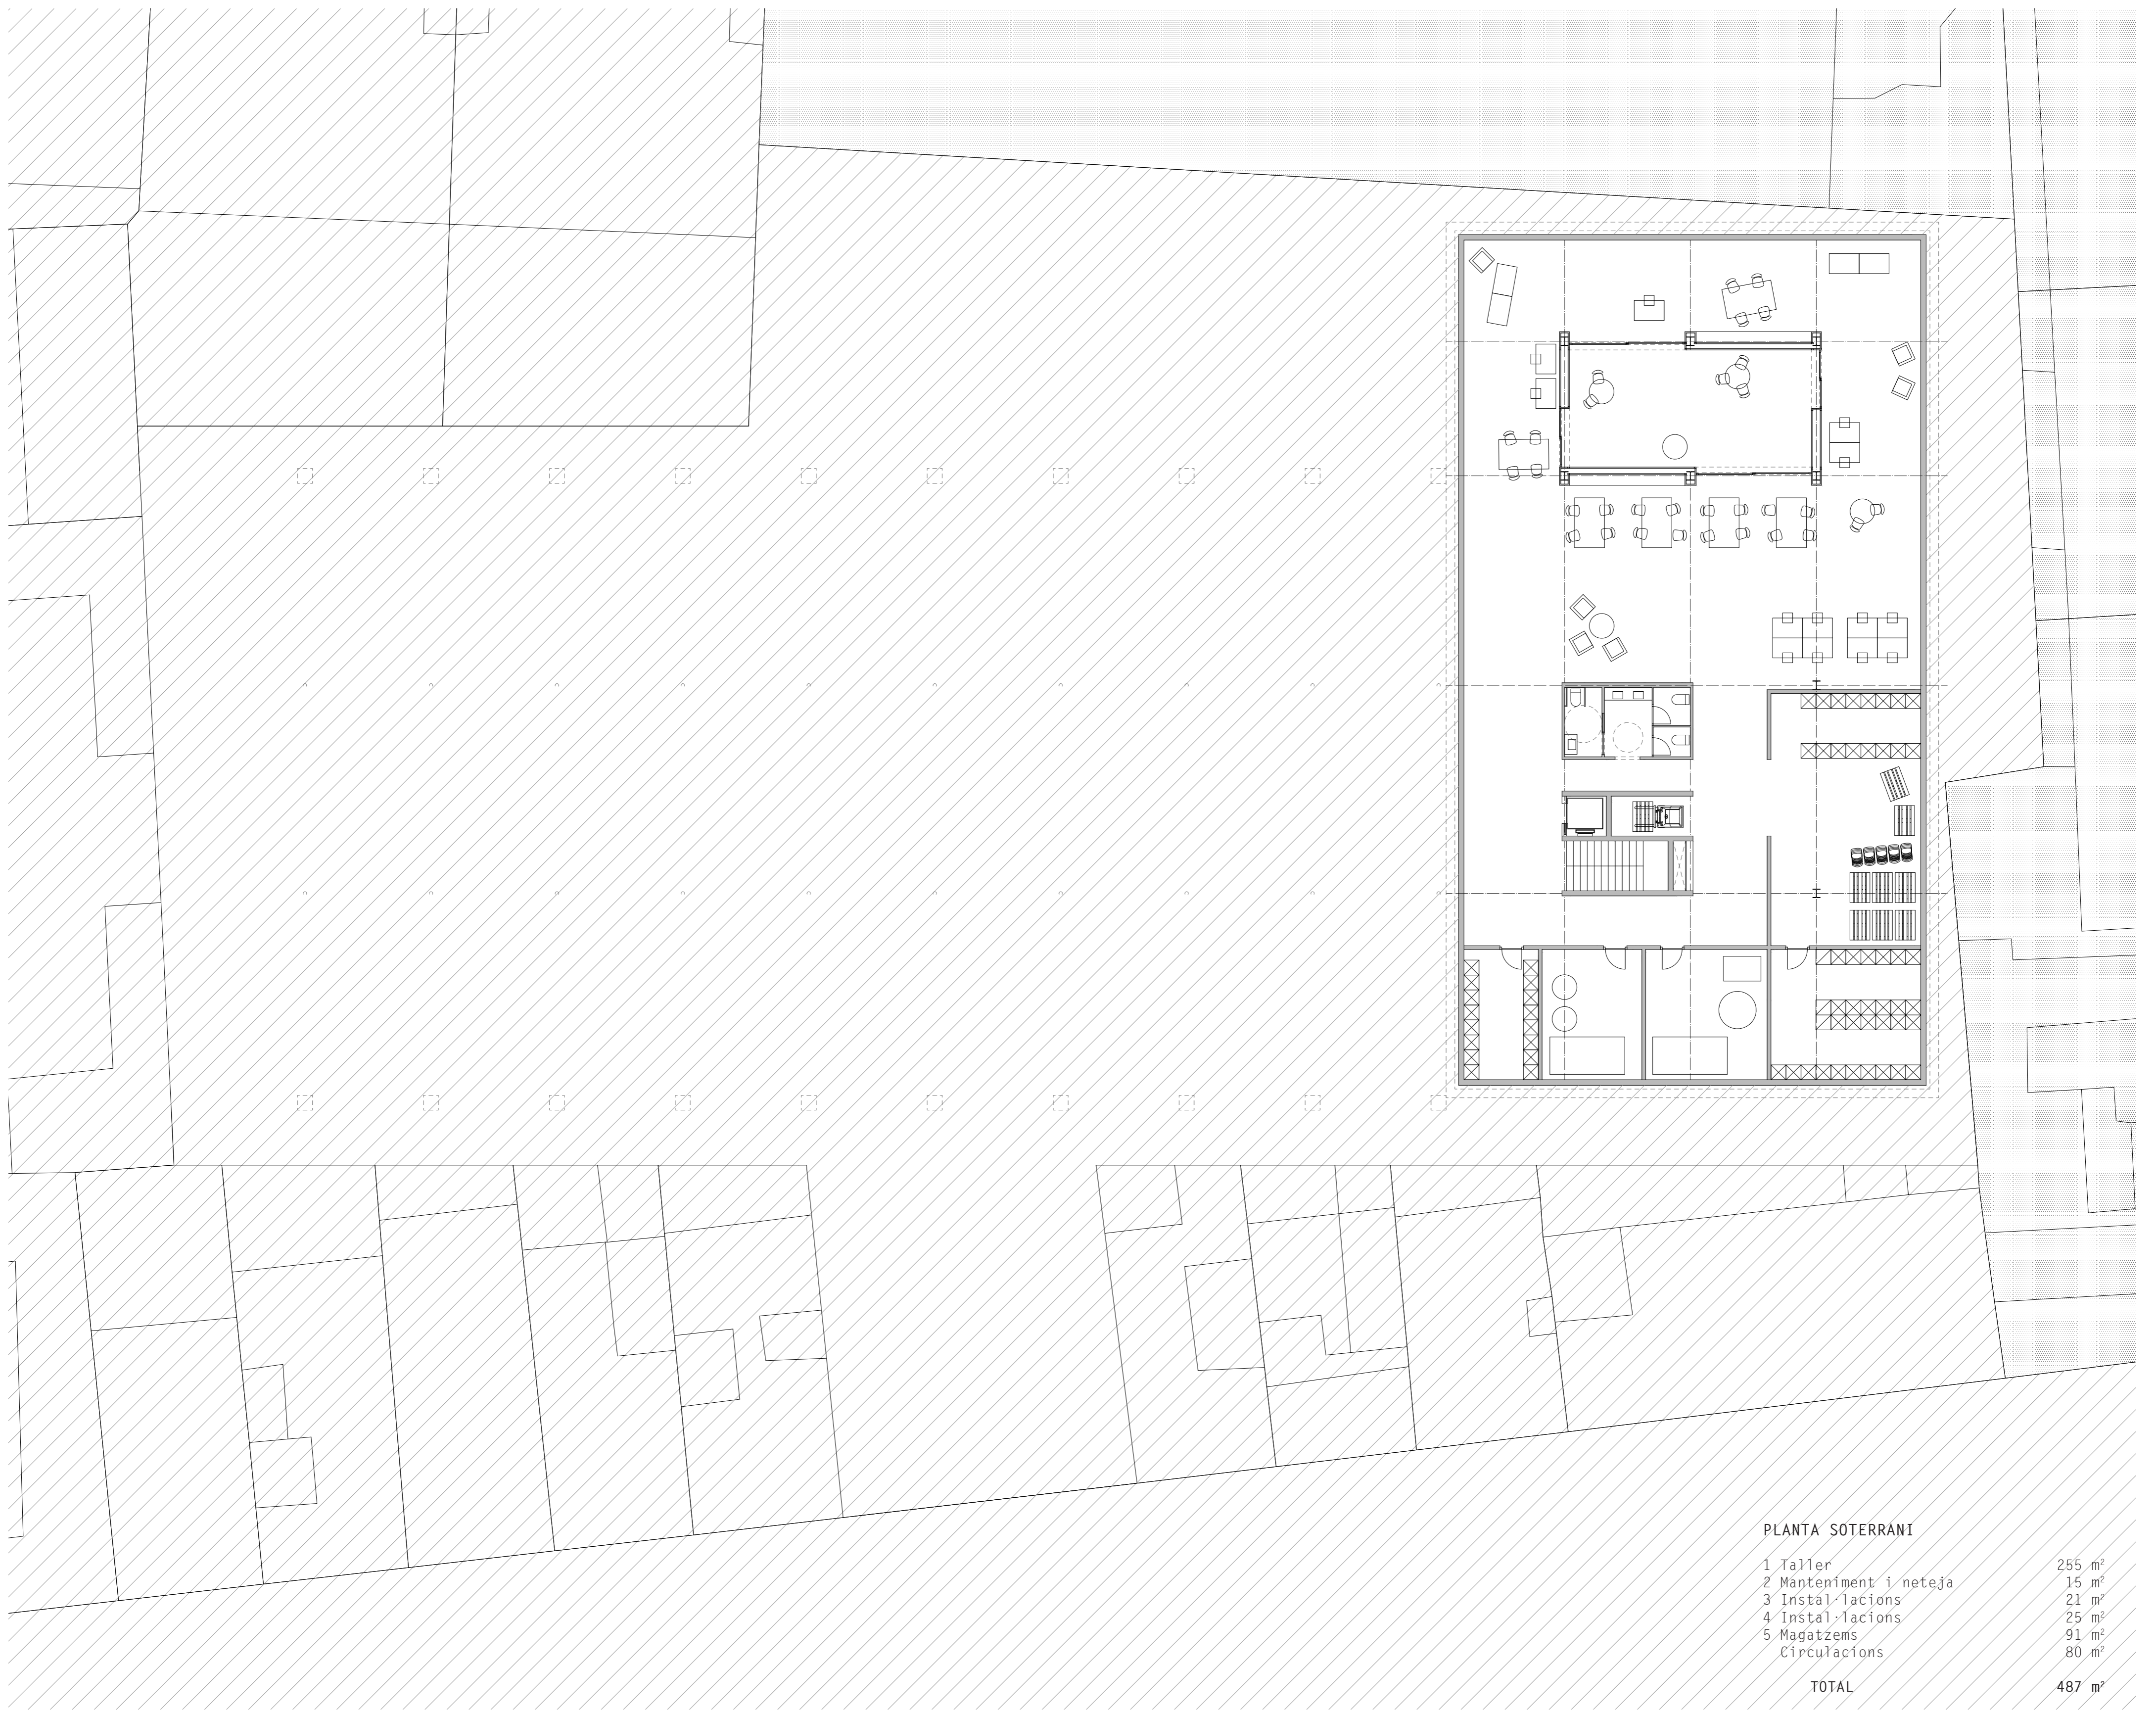 PLANTA SOTERRANI
1 Taller 255 m²
2 Manteniment i neteja 15 m²
3 Instal·lacions 21 m²
4 Instal·lacions 25 m²
5 Magatzems 91 m²
Circulacions 80 m²
TOTAL 487 m²